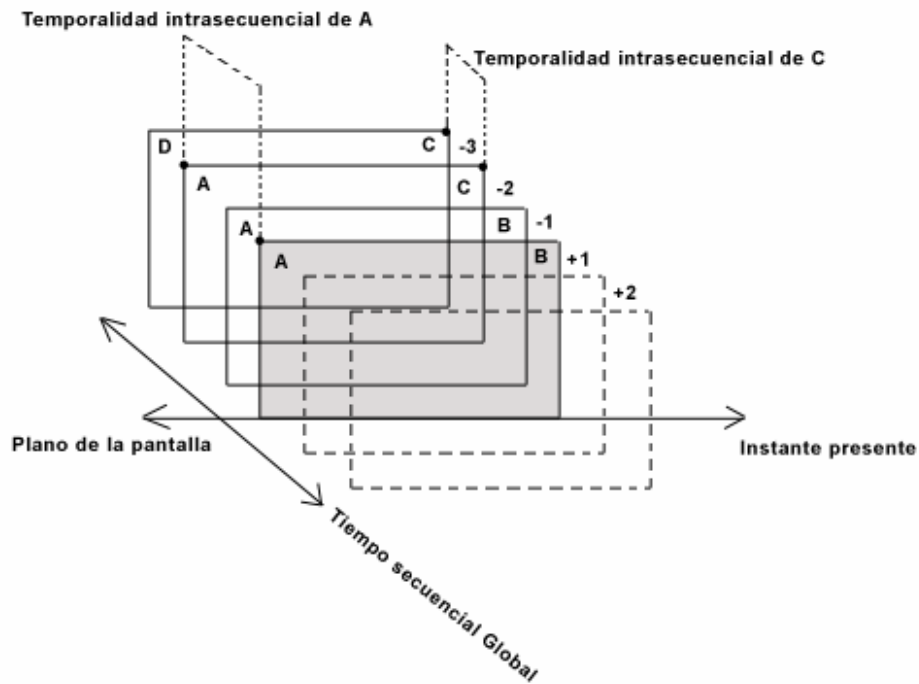 Temporalidad intrasecuencial de A
Temporalidad intrasecuencial de C
D
C
-3
A
C
-2
A
B
-1
A
B
+1
+2
Plano de la pantalla
Instante presente
Tiempo secuencial Global